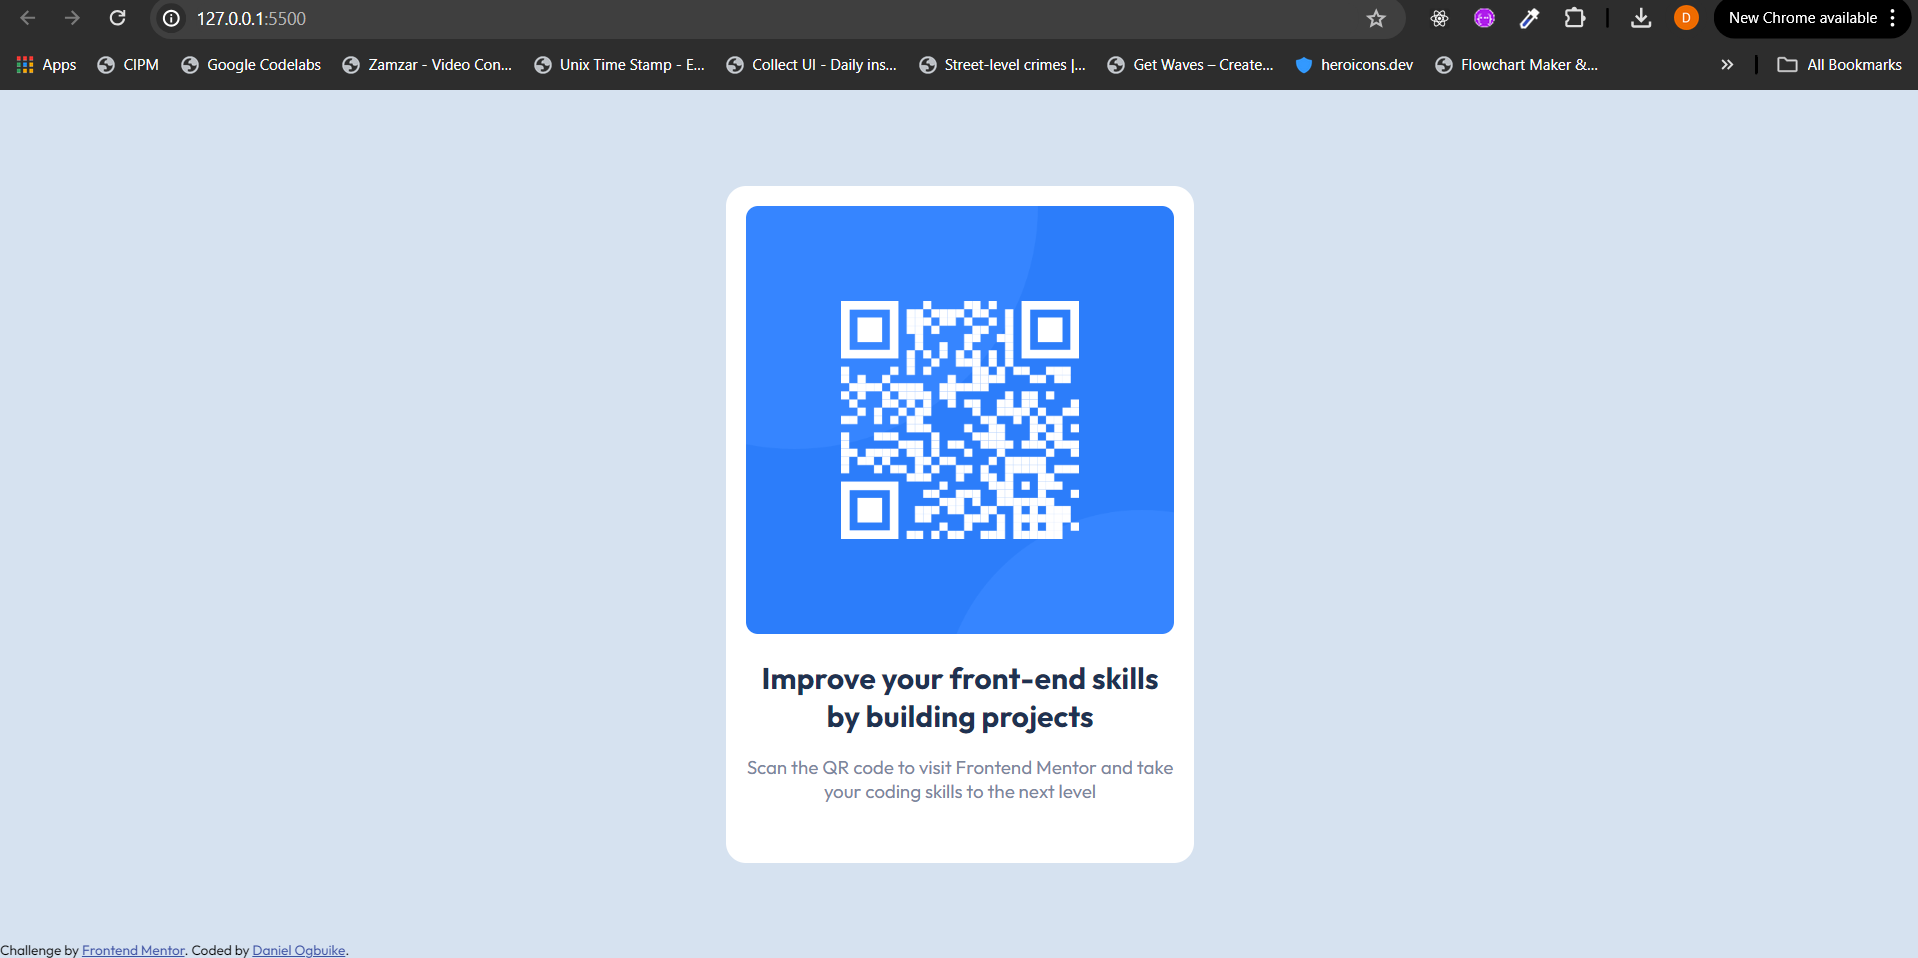 127.0.0.1:5500
D
New Chrome available
Apps
CIPM
Google Codelabs
Zamzar - Video Con...
Unix Time Stamp - E...
Collect UI - Daily ins...
Street-level crimes |...
Get Waves – Create...
heroicons.dev
Flowchart Maker &...
All Bookmarks
Improve your front-end skills
by building projects
Scan the QR code to visit Frontend Mentor and take
your coding skills to the next level
Challenge by Frontend Mentor. Coded by Daniel Ogbuike.